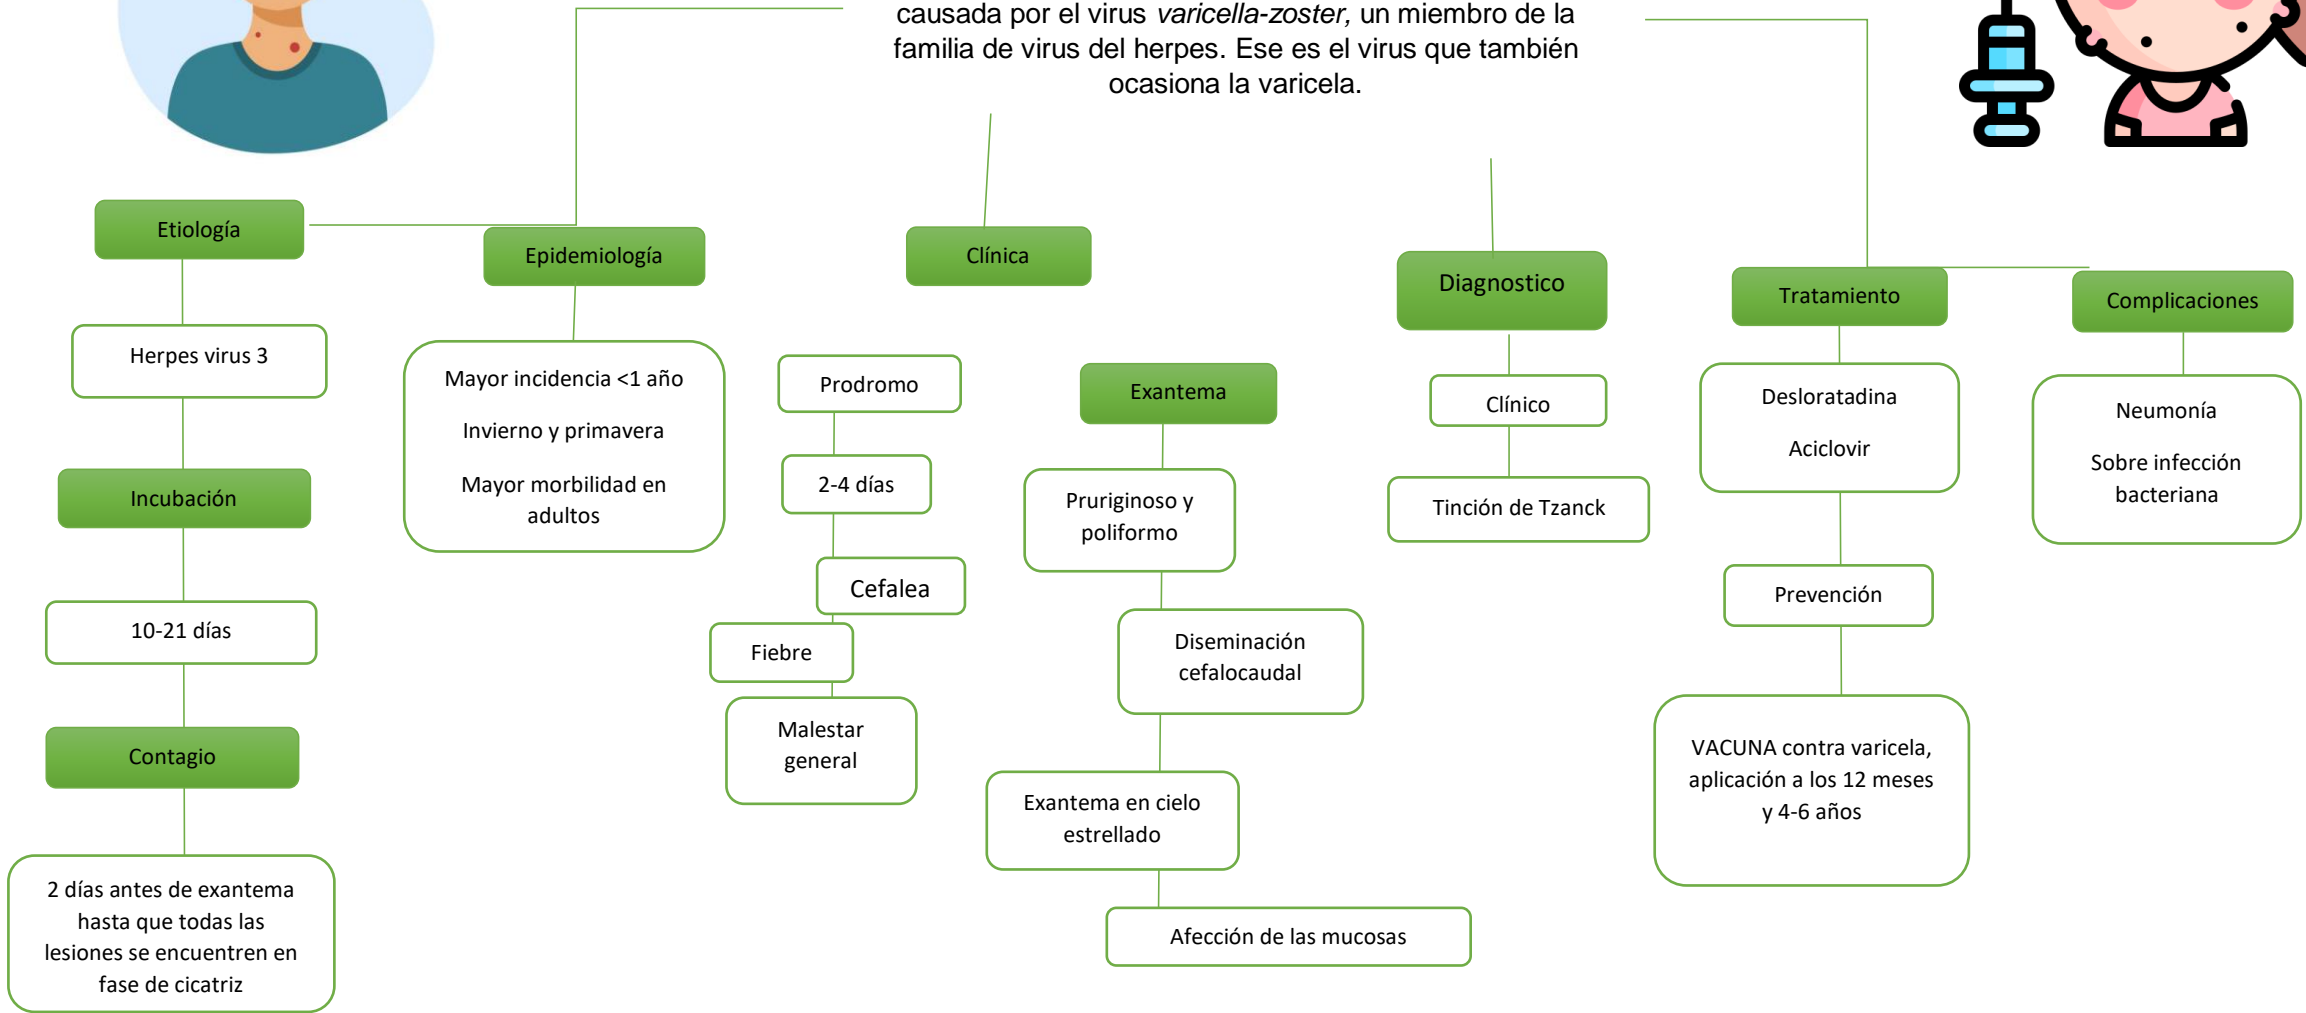 causada por el virus varicella-zoster, un miembro de la
familia de virus del herpes. Ese es el virus que también
ocasiona la varicela.
Etiología
Herpes virus 3
Incubación
10-21 días
Contagio
2 días antes de exantema
hasta que todas las
lesiones se encuentren en
fase de cicatriz
Epidemiología
Mayor incidencia <1 año
Invierno y primavera
Mayor morbilidad en
adultos
Clínica
Prodromo
2-4 días
Cefalea
Fiebre
Malestar
general
Exantema
Pruriginoso y
poliformo
Diseminación
cefalocaudal
Exantema en cielo
estrellado
Afección de las mucosas
Diagnostico
Clínico
Tinción de Tzanck
Tratamiento
Desloratadina
Aciclovir
Prevención
VACUNA contra varicela,
aplicación a los 12 meses
y 4-6 años
Complicaciones
Neumonía
Sobre infección
bacteriana